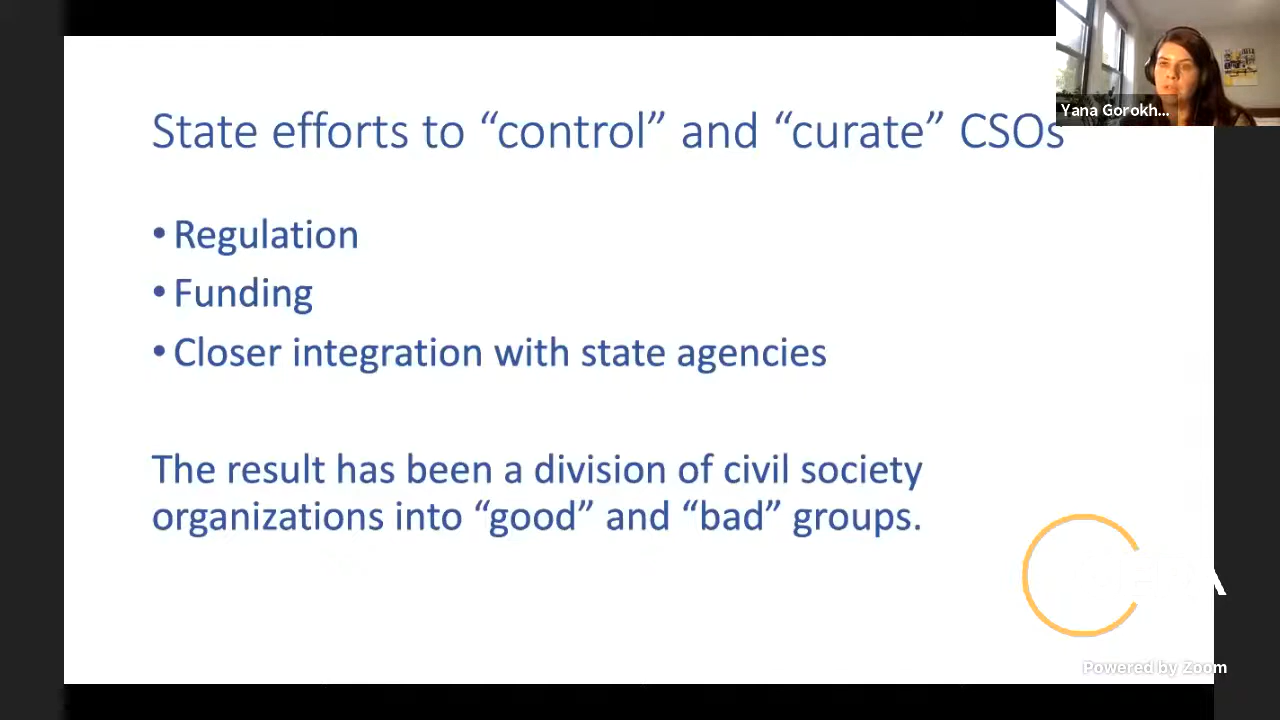 State efforts to “control” and “curate” CSOs
Yana Gorokh...
• Regulation
• Funding
• Closer integration with state agencies
The result has been a division of civil society
organizations into “good” and “bad” groups.
Powered by Zoom